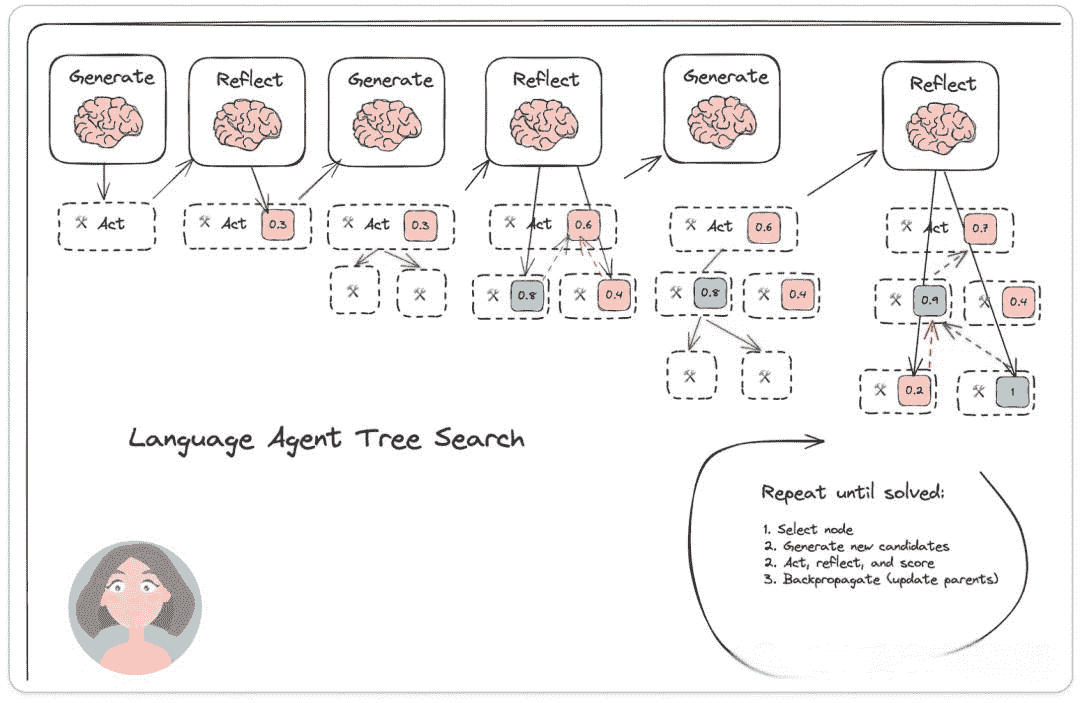 Generate
Reflect
Generate
Reflect
Generate
Reflect
Act
Act 0.3
Act 0.3
Act 0.6
Act 0.6
Act 0.7
0.8 0.4
0.8 0.4
0.9 0.4
0.2 1
Language Agent Tree Search
Repeat until solved:
1. Select node
2. Generate new candidates
2. Act, reflect, and score
3. Backpropagate (update parents)